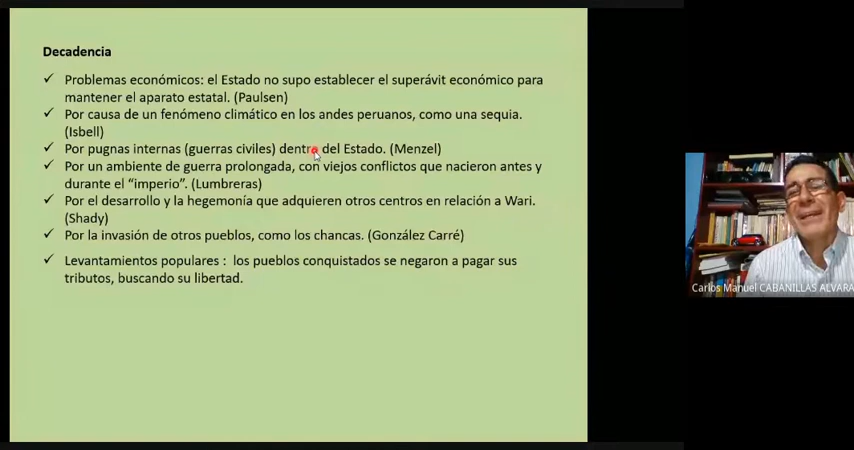 Decadencia
✓ Problemas económicos: el Estado no supo establecer el superávit económico para
mantener el aparato estatal. (Paulsen)
✓ Por causa de un fenómeno climático en los andes peruanos, como una sequia.
(Isbell)
✓ Por pugnas internas (guerras civiles) dentro del Estado. (Menzel)
✓ Por un ambiente de guerra prolongada, con viejos conflictos que nacieron antes y
durante el “imperio”. (Lumbreras)
✓ Por el desarrollo y la hegemonía que adquieren otros centros en relación a Wari.
(Shady)
✓ Por la invasión de otros pueblos, como los chancas. (González Carré)
✓ Levantamientos populares : los pueblos conquistados se negaron a pagar sus
tributos, buscando su libertad.
Carlos Manuel CABANILLAS ALVARA